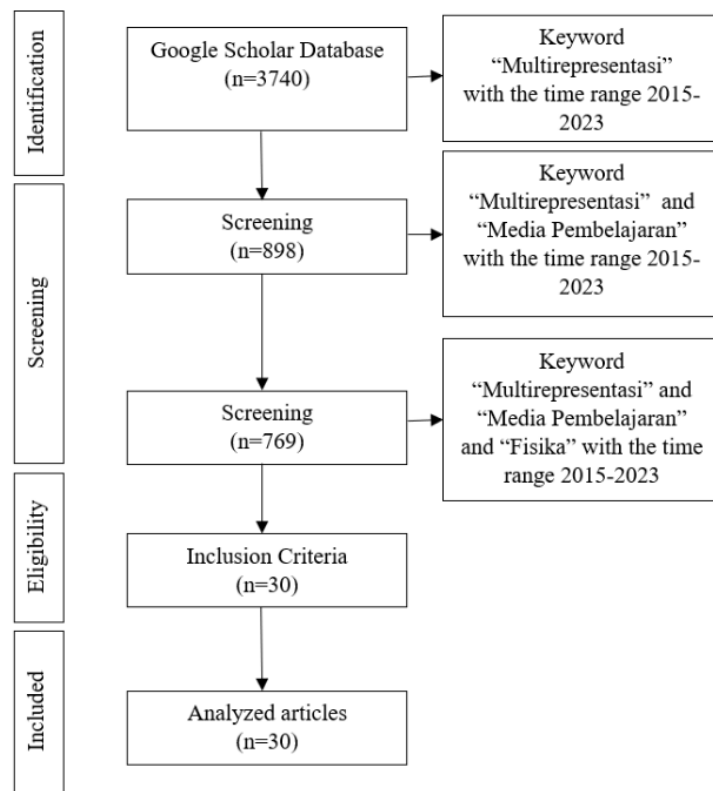 Identification
Google Scholar Database
(n=3740)
Keyword
“Multirepresentasi”
with the time range 2015-
2023
Screening
Screening
(n=898)
Keyword
“Multirepresentasi” and
“Media Pembelajaran”
with the time range 2015-
2023
Screening
(n=769)
Keyword
“Multirepresentasi” and
“Media Pembelajaran”
and “Fisika” with the time
range 2015-2023
Eligibility
Inclusion Criteria
(n=30)
Included
Analyzed articles
(n=30)